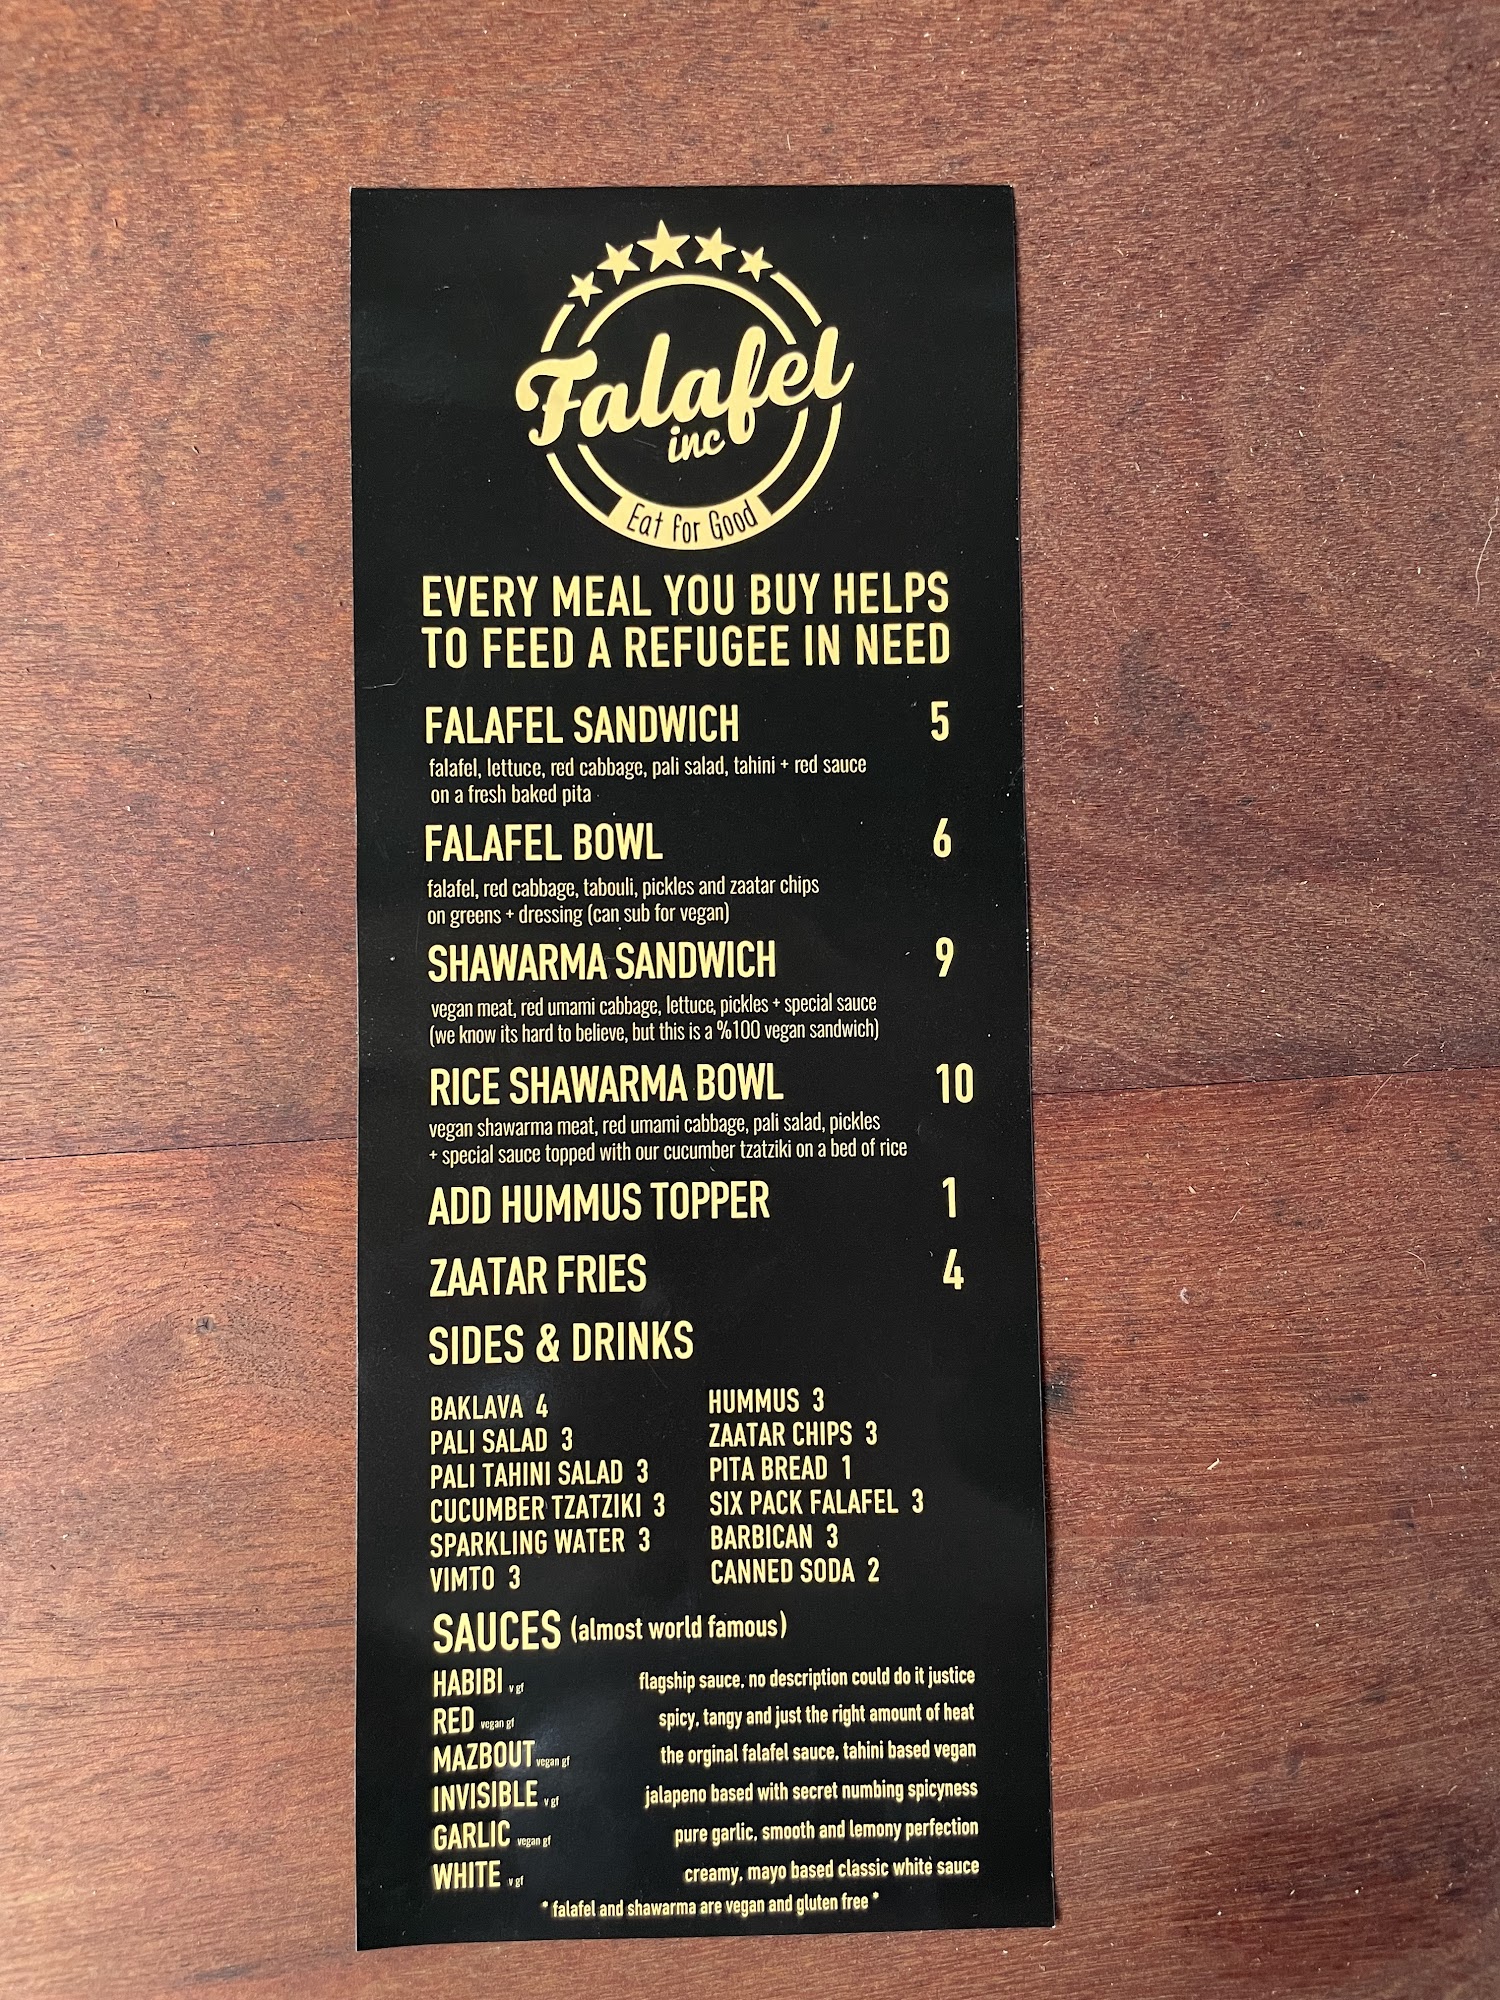 Falafel
inc
Eat for Good
EVERY MEAL YOU BUY HELPS
TO FEED A REFUGEE IN NEED
FALAFEL SANDWICH 5
falafel, lettuce, red cabbage, pali salad, tahini + red sauce
on a fresh baked pita
FALAFEL BOWL 6
falafel, red cabbage, tabouli, pickles and zaatar chips
on greens + dressing (can sub for vegan)
SHAWARMA SANDWICH 9
vegan meat, red umami cabbage, lettuce, pickles + special sauce
(we know its hard to believe, but this is a %100 vegan sandwich)
RICE SHAWARMA BOWL 10
vegan shawarma meat, red umami cabbage, pali salad, pickles
+ special sauce topped with our cucumber tzatziki on a bed of rice
ADD HUMMUS TOPPER 1
ZAATAR FRIES 4
SIDES & DRINKS
BAKLAVA 4
PALI SALAD 3
PALI TAHINI SALAD 3
CUCUMBER TZATZIKI 3
SPARKLING WATER 3
VIMTO 3
HUMMUS 3
ZAATAR CHIPS 3
PITA BREAD 1
SIX PACK FALAFEL 3
BARBICAN 3
CANNED SODA 2
SAUCES (almost world famous)
HABIBI v gf flagship sauce, no description could do it justice
RED vegan gf spicy, tangy and just the right amount of heat
MAZBOUT vegan gf the orginal falafel sauce, tahini based vegan
INVISIBLE v gf jalapeno based with secret numbing spicyness
GARLIC vegan gf pure garlic, smooth and lemony perfection
WHITE v gf creamy, mayo based classic white sauce
* falafel and shawarma are vegan and gluten free *